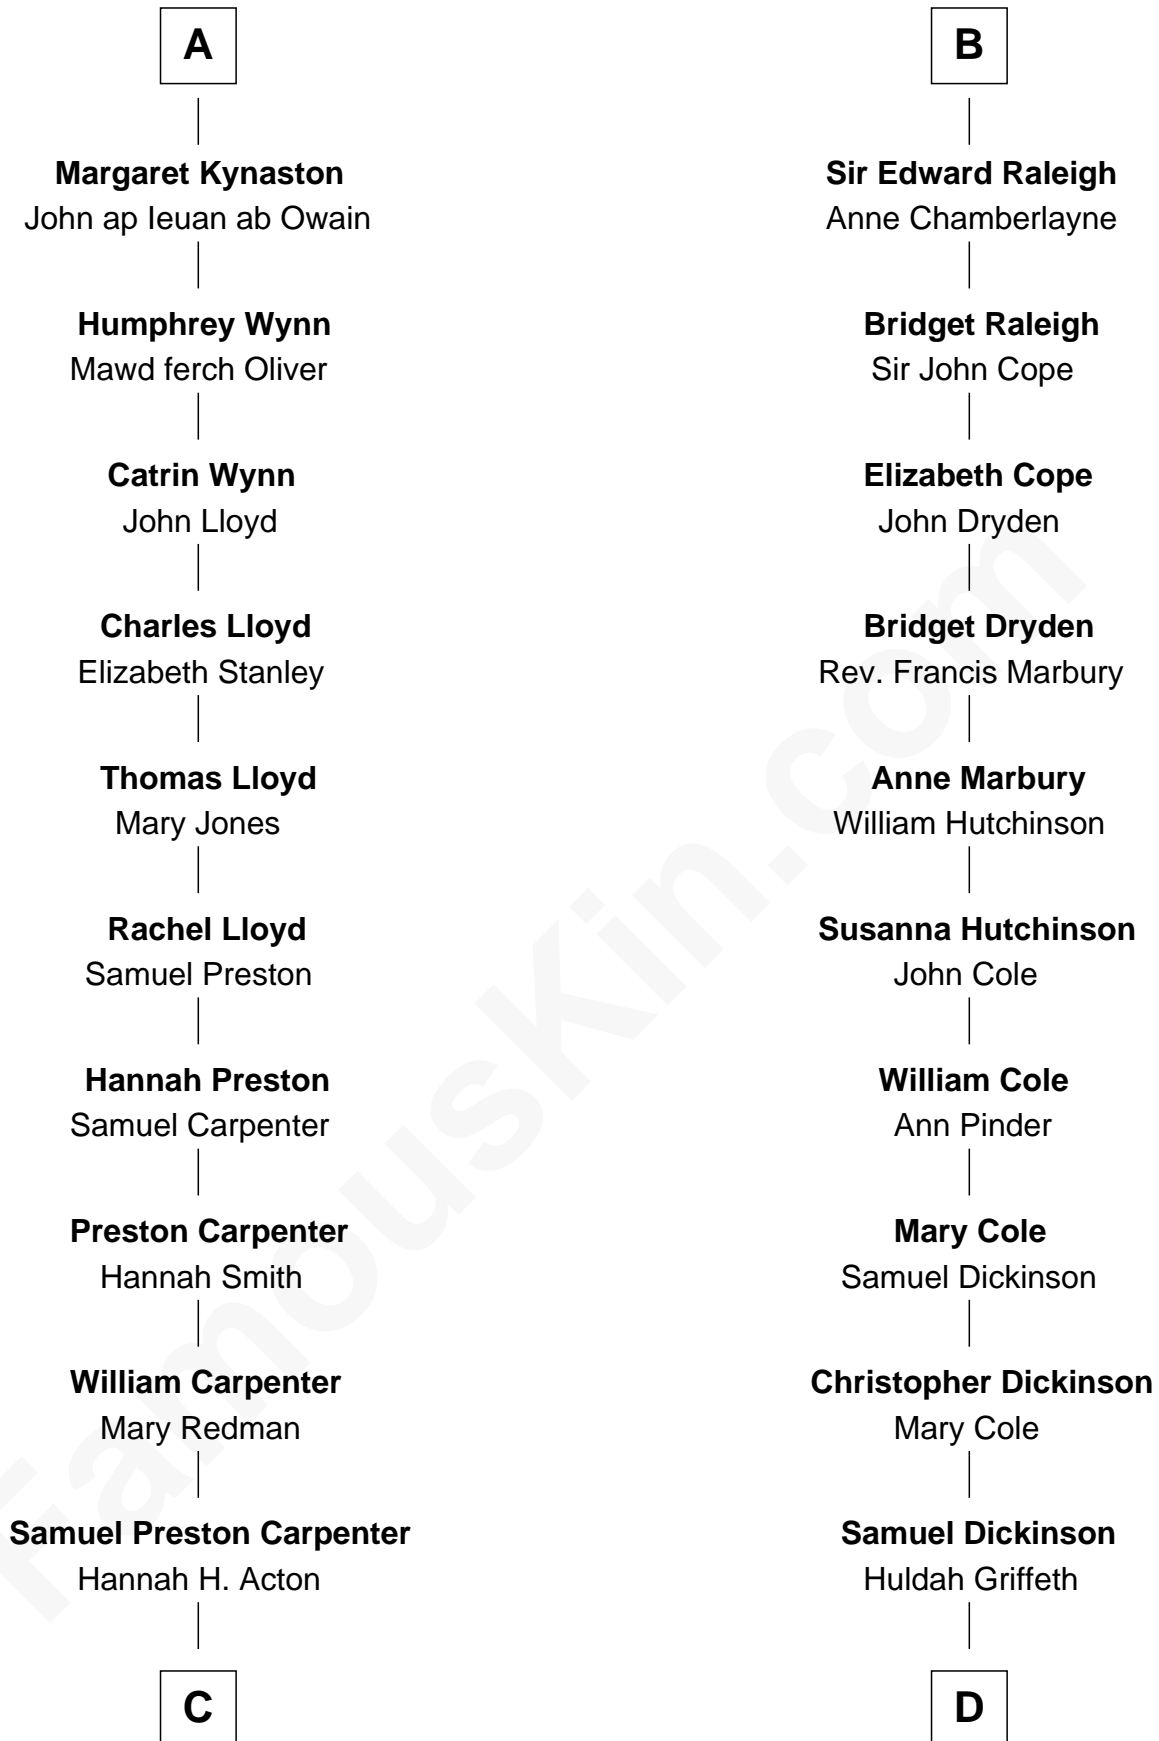 A
Margaret Kynaston
John ap Ieuan ab Owain
Humphrey Wynn
Mawd ferch Oliver
Catrin Wynn
John Lloyd
Charles Lloyd
Elizabeth Stanley
Thomas Lloyd
Mary Jones
Rachel Lloyd
Samuel Preston
Hannah Preston
Samuel Carpenter
Preston Carpenter
Hannah Smith
William Carpenter
Mary Redman
Samuel Preston Carpenter
Hannah H. Acton
C
B
Sir Edward Raleigh
Anne Chamberlayne
Bridget Raleigh
Sir John Cope
Elizabeth Cope
John Dryden
Bridget Dryden
Rev. Francis Marbury
Anne Marbury
William Hutchinson
Susanna Hutchinson
John Cole
William Cole
Ann Pinder
Mary Cole
Samuel Dickinson
Christopher Dickinson
Mary Cole
Samuel Dickinson
Huldah Griffeth
D
FamousKin.com